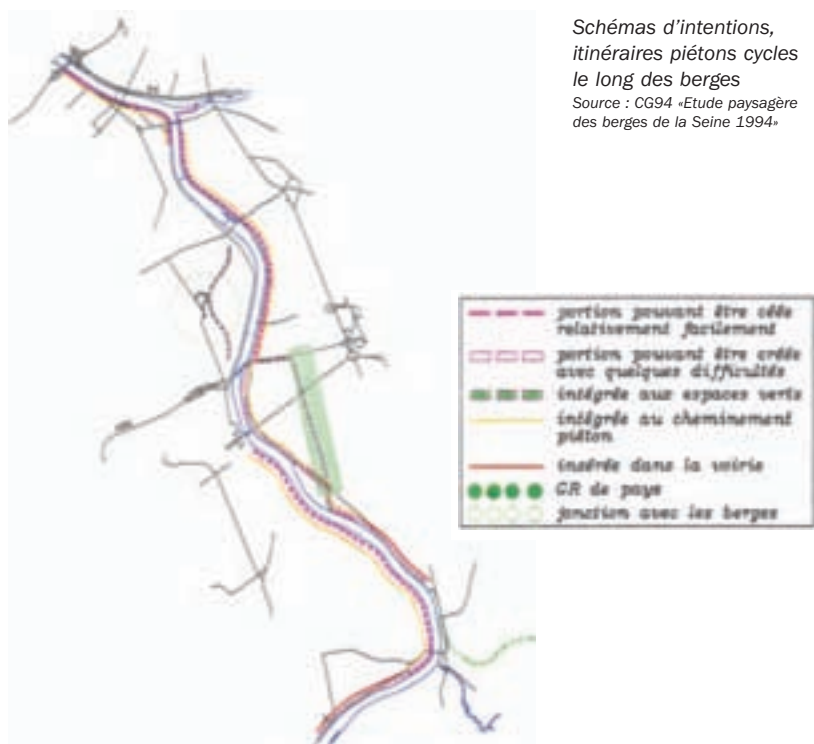 Schémas d'intentions,
itinéraires piétons cycles
le long des berges
Source : CG94 «Etude paysagère
des berges de la Seine 1994»
portion pouvant être céée
relativement facilement
portion pouvant être créée
avec quelques difficultés
intégrée aux espaces verts
intégrée au cheminement
piéton
insérée dans la voirie
GR de pays
jonction avec les berges